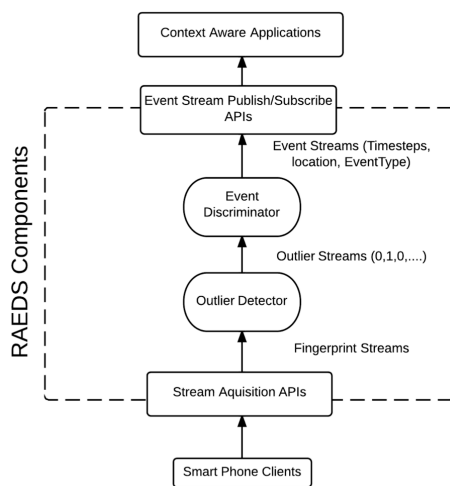 Context Aware Applications
Event Stream Publish/Subscribe
APIs
Event Streams (Timesteps,
location, EventType)
Event
Discriminator
Outlier Streams (0,1,0,....)
Outlier Detector
Fingerprint Streams
Stream Aquisition APIs
Smart Phone Clients
RAEDS Components